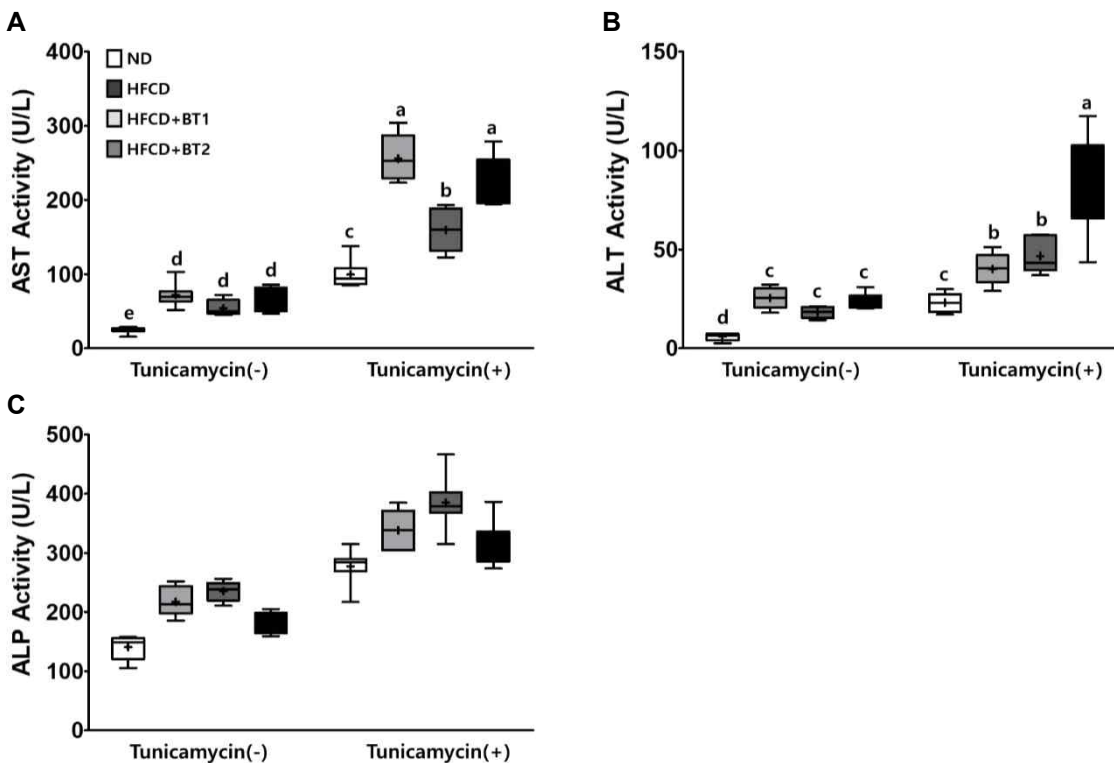 A
AST Activity (U/L)
400
300
200
100
0
ND
HFCD
HFCD+BT1
HFCD+BT2
e
d
d
d
c
a
b
a
Tunicamycin(-)
Tunicamycin(+)
B
ALT Activity (U/L)
150
100
50
0
d
c
c
c
c
b
b
a
Tunicamycin(-)
Tunicamycin(+)
C
ALP Activity (U/L)
500
400
300
200
100
0
Tunicamycin(-)
Tunicamycin(+)